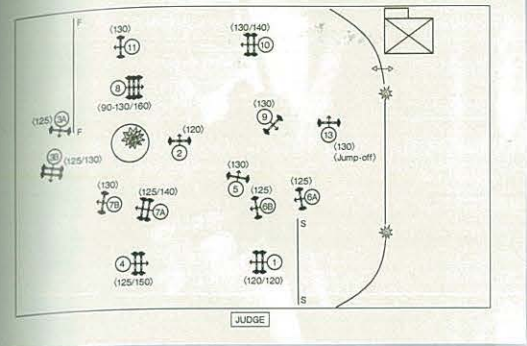 F
(130)
11
(130/140)
10
8
(90-130/160)
(125)
3A
F
(120)
2
(130)
9
13
(130)
(Jump-off)
3B
(125/130)
(130)
5
(130)
7B
(125/140)
7A
(125)
6B
(125)
6A
S
4
(125/150)
1
(120/120)
S
JUDGE